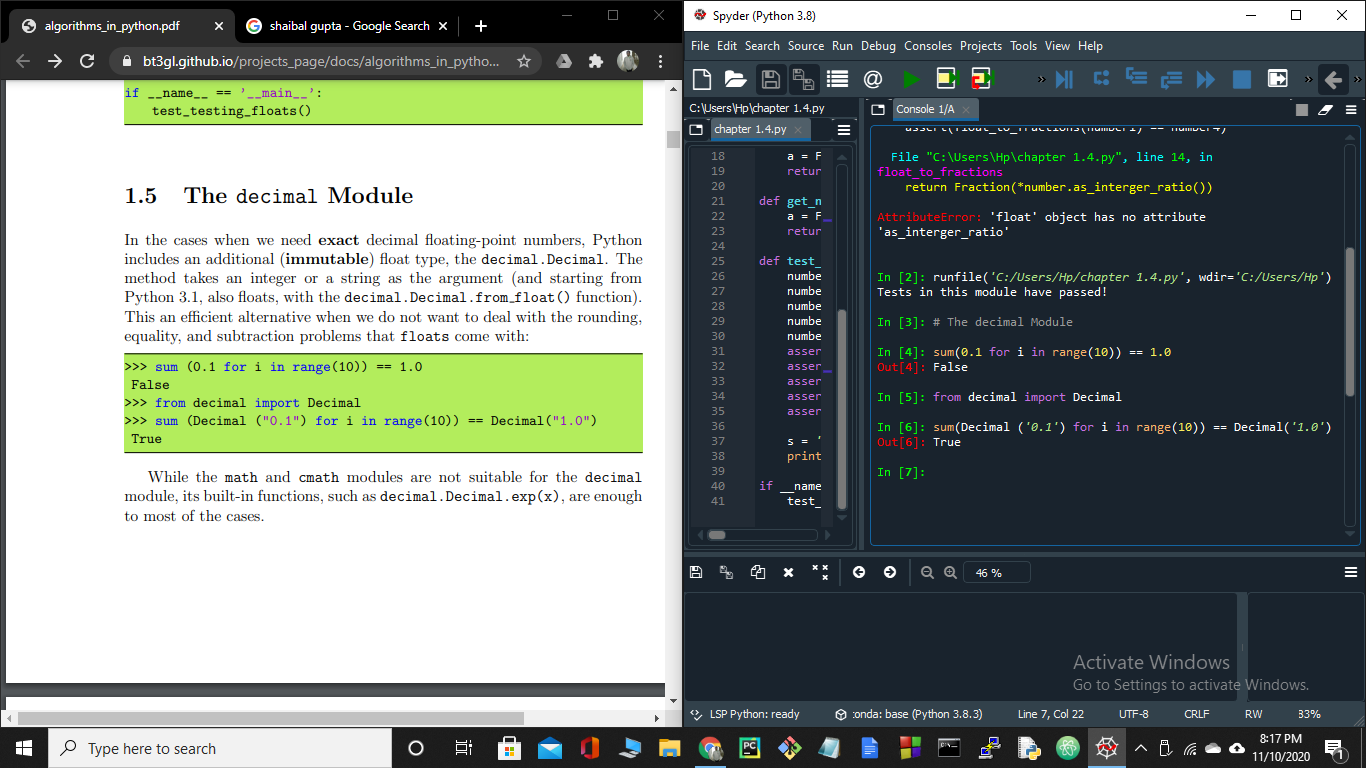 algorithms_in_python.pdf
shaibal gupta - Google Search
bt3gl.github.io/projects_page/docs/algorithms_in_pytho...
if __name__ == '__main__':
test_testing_floats()
1.5 The decimal Module
In the cases when we need exact decimal floating-point numbers, Python
includes an additional (immutable) float type, the decimal.Decimal. The
method takes an integer or a string as the argument (and starting from
Python 3.1, also floats, with the decimal.Decimal.from_float() function).
This an efficient alternative when we do not want to deal with the rounding,
equality, and subtraction problems that floats come with:
>>> sum (0.1 for i in range(10)) == 1.0
False
>>> from decimal import Decimal
>>> sum (Decimal ("0.1") for i in range(10)) == Decimal("1.0")
True
While the math and cmath modules are not suitable for the decimal
module, its built-in functions, such as decimal.Decimal.exp(x), are enough
to most of the cases.
Spyder (Python 3.8)
File Edit Search Source Run Debug Consoles Projects Tools View Help
C:\Users\Hp\chapter 1.4.py
chapter 1.4.py
18 a = F
19 retur
20
21 def get_n
22 a = F
23 retur
24
25 def test_
26 numbe
27 numbe
28 numbe
29 numbe
30 numbe
31 asser
32 asser
33 asser
34 asser
35 asser
36
37 s = '
38 print
39
40 if __name
41 test_
Console 1/A
assert(float_to_fractions(number1) == number4)
File "C:\Users\Hp\chapter 1.4.py", line 14, in
float_to_fractions
return Fraction(*number.as_interger_ratio())
AttributeError: 'float' object has no attribute
'as_interger_ratio'
In [2]: runfile('C:/Users/Hp/chapter 1.4.py', wdir='C:/Users/Hp')
Tests in this module have passed!
In [3]: # The decimal Module
In [4]: sum(0.1 for i in range(10)) == 1.0
Out[4]: False
In [5]: from decimal import Decimal
In [6]: sum(Decimal ('0.1') for i in range(10)) == Decimal('1.0')
Out[6]: True
In [7]:
46 %
Activate Windows
Go to Settings to activate Windows.
LSP Python: ready
:onda: base (Python 3.8.3)
Line 7, Col 22
UTF-8
CRLF
RW
83%
Type here to search
8:17 PM
11/10/2020
1